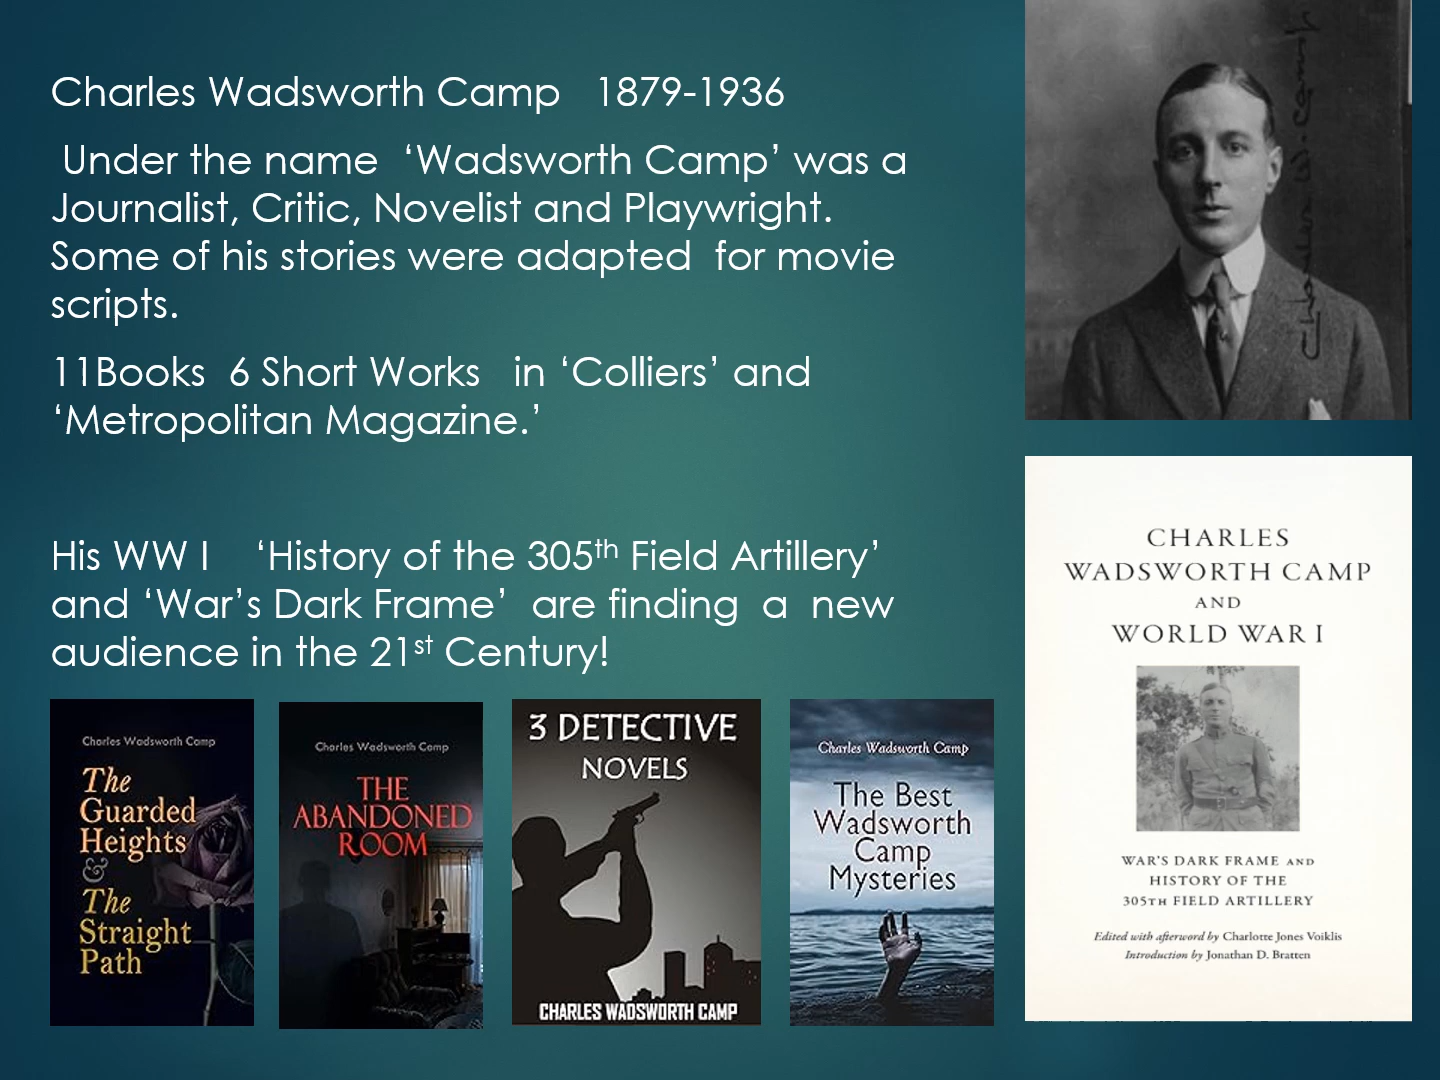 Charles Wadsworth Camp 1879-1936
Under the name ‘Wadsworth Camp’ was a
Journalist, Critic, Novelist and Playwright.
Some of his stories were adapted for movie
scripts.
11Books 6 Short Works in ‘Colliers’ and
‘Metropolitan Magazine.’
His WW I ‘History of the 305th Field Artillery’
and ‘War’s Dark Frame’ are finding a new
audience in the 21st Century!
Charles Wadsworth Camp
The
Guarded
Heights
&
The
Straight
Path
Charles Wadsworth Camp
THE
ABANDONED
ROOM
3 DETECTIVE
NOVELS
CHARLES WADSWORTH CAMP
Charles Wadsworth Camp
The Best
Wadsworth
Camp
Mysteries
Charles W. Camp
CHARLES
WADSWORTH CAMP
AND
WORLD WAR I
WAR’S DARK FRAME AND
HISTORY OF THE
305TH FIELD ARTILLERY
Edited with afterword by Charlotte Jones Voiklis
Introduction by Jonathan D. Bratten